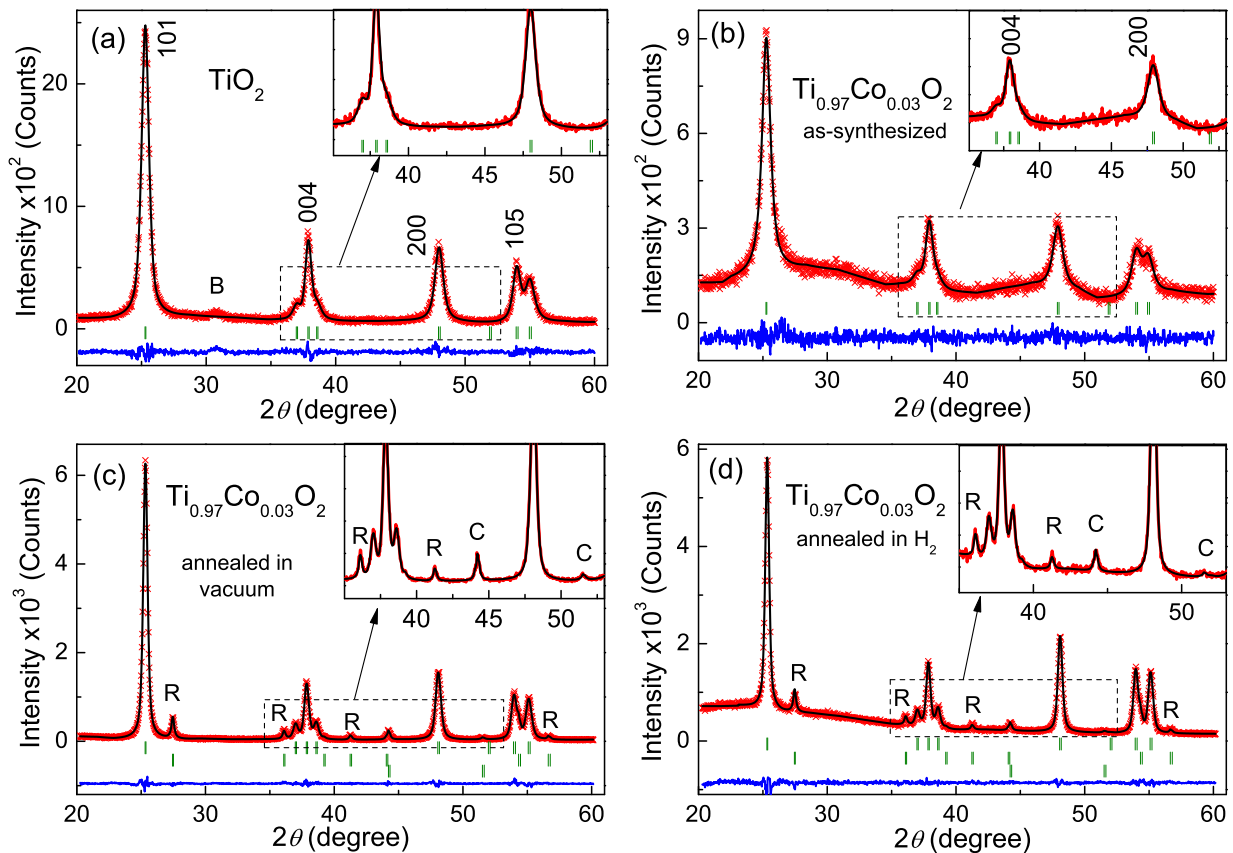 (a)
101
TiO2
004
200
105
B
40 45 50
Intensity x10^2 (Counts)
20
10
0
20 30 40 50 60
2θ (degree)
(b)
Ti0.97Co0.03O2
as-synthesized
004
200
40 45 50
Intensity x10^2 (Counts)
9
6
3
0
20 30 40 50 60
2θ (degree)
(c)
Ti0.97Co0.03O2
annealed in
vacuum
R R C C
40 45 50
R R R R
Intensity x10^3 (Counts)
6
4
2
0
20 30 40 50 60
2θ (degree)
(d)
Ti0.97Co0.03O2
annealed in H2
R R C C
40 50
R R R R
Intensity x10^3 (Counts)
6
4
2
0
20 30 40 50 60
2θ (degree)